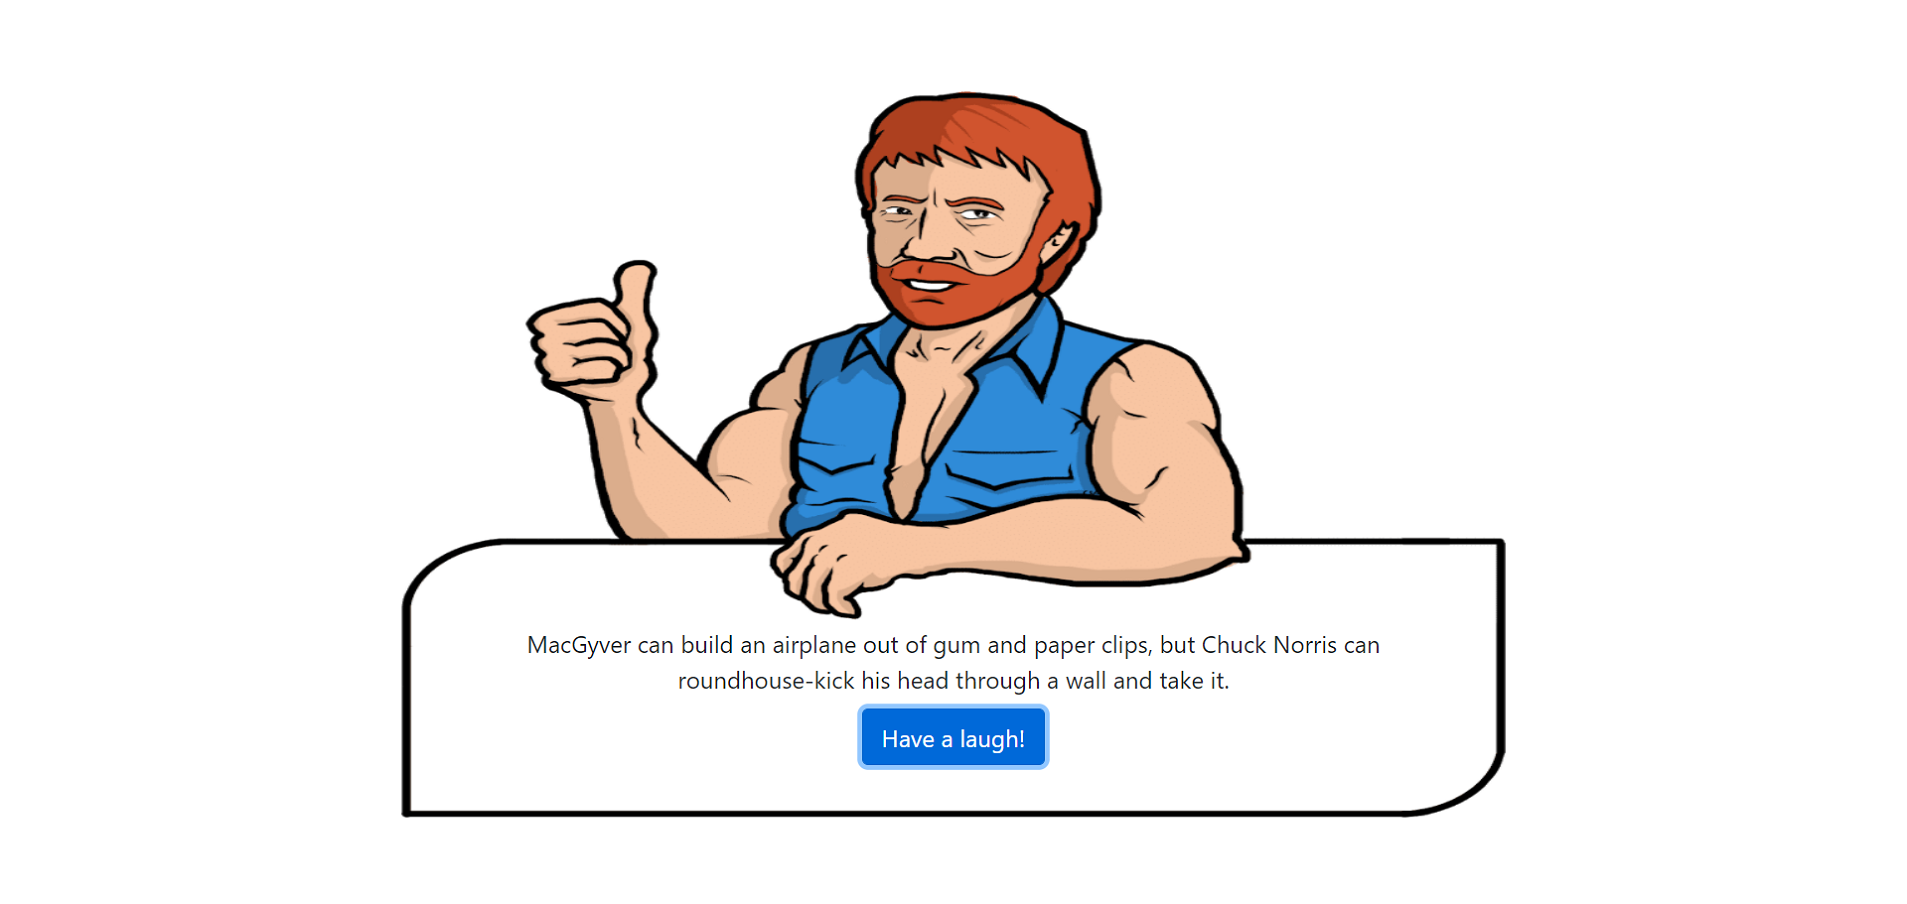 MacGyver can build an airplane out of gum and paper clips, but Chuck Norris can
roundhouse-kick his head through a wall and take it.
Have a laugh!